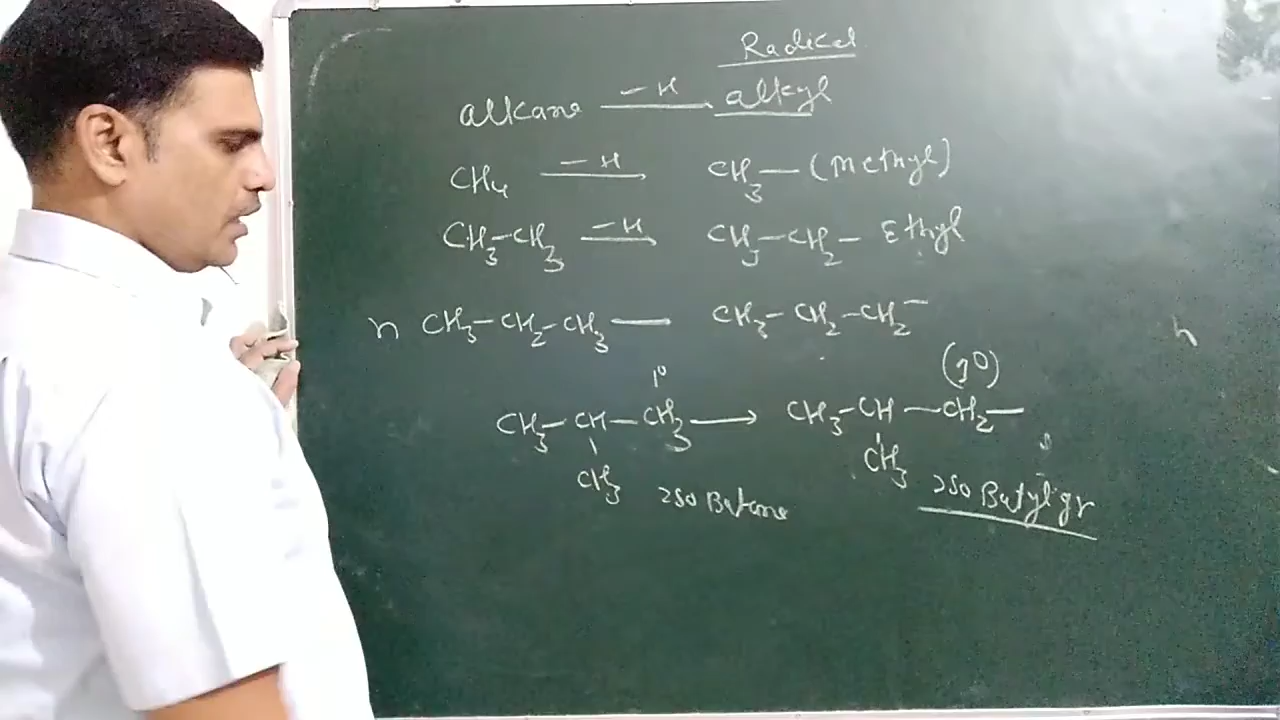 Radical
alkane —H alkyl
CH4 —H CH3— (Methyl)
CH3—CH3 —H CH3—CH2— Ethyl
n CH3—CH2—CH3 — CH3—CH2—CH2— n
1° (1°)
CH3—CH—CH3 → CH3—CH—CH2—
CH3 CH3
Iso Butane Iso Butyl gr